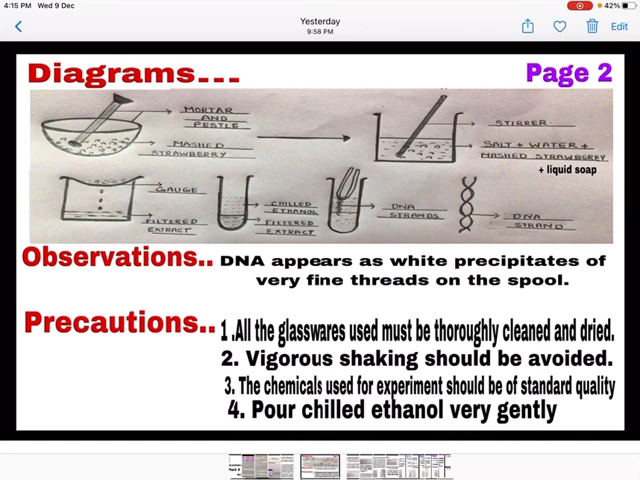 4:15 PM Wed 9 Dec
42%
Yesterday
9:58 PM
Edit
Diagrams...
Page 2
MORTAR
AND
PESTLE
MASHED
STRAWBERRY
STIRRER
SALT + WATER +
MASHED STRAWBEREY
+ liquid soap
GAUGE
FILTERED
EXTRACT
CHILLED
ETHANOL
FILTERED
EXTRACT
DNA
STRANDS
DNA
STRAND
Observations.. DNA appears as white precipitates of
very fine threads on the spool.
Precautions.. 1 .All the glasswares used must be thoroughly cleaned and dried.
2. Vigorous shaking should be avoided.
3. The chemicals used for experiment should be of standard quality
4. Pour chilled ethanol very gently